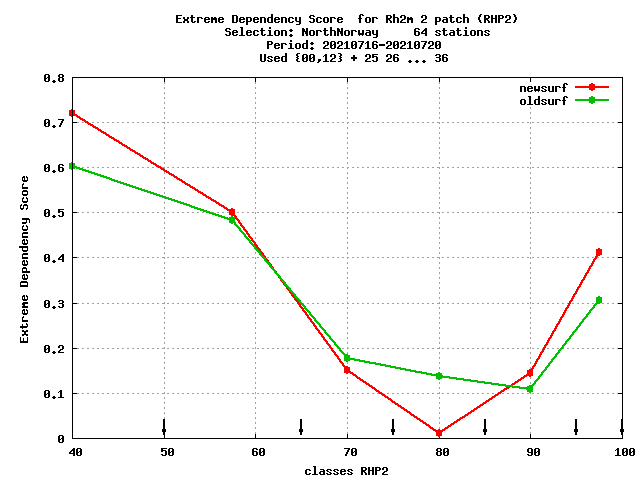 Extreme Dependency Score  for Rh2m 2 patch (RHP2)
Selection: NorthNorway     64 stations
Period: 20210716-20210720
Used {00,12} + 25 26 ... 36
newsurf
oldsurf
Extreme Dependency Score
0.8
0.7
0.6
0.5
0.4
0.3
0.2
0.1
0
40 50 60 70 80 90 100
classes RHP2